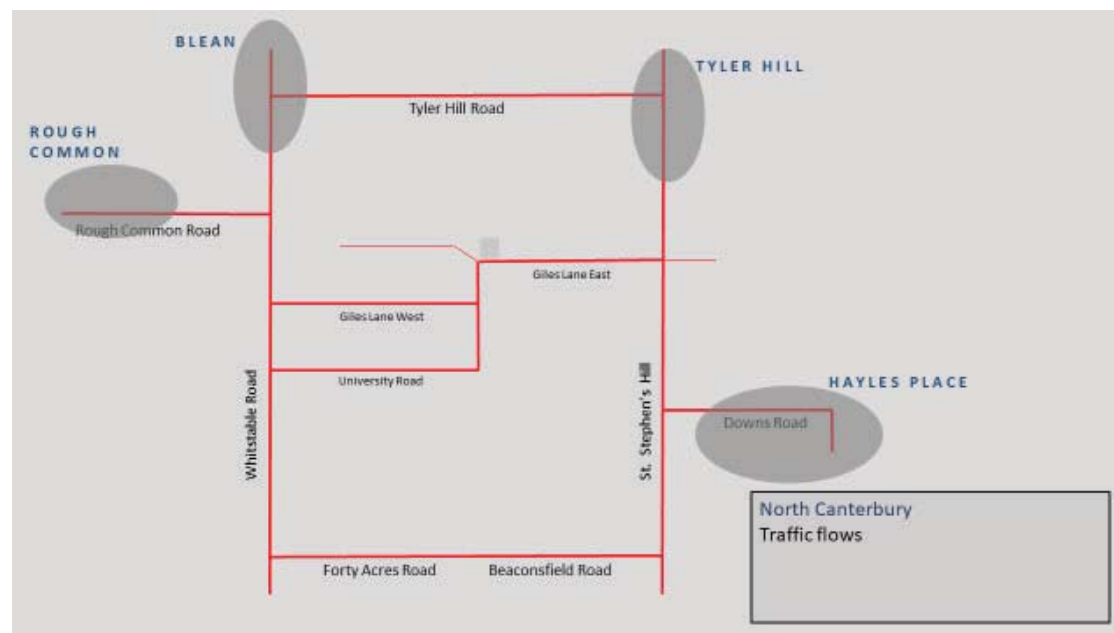 BLEAN
TYLER HILL
Tyler Hill Road
ROUGH
COMMON
Rough Common Road
Giles Lane East
Giles Lane West
Whitstable Road
University Road
St. Stephen's Hill
HAYLES PLACE
Downs Road
North Canterbury
Traffic flows
Forty Acres Road
Beaconsfield Road